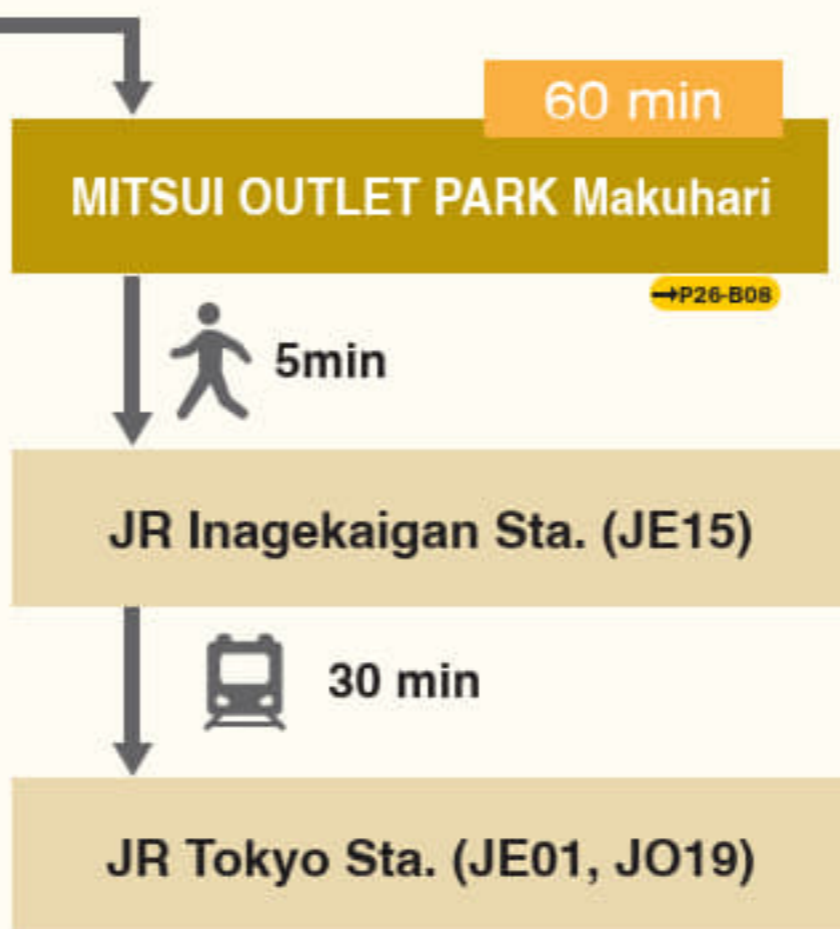 60 min
MITSUI OUTLET PARK Makuhari
→P26-B08
5min
JR Inagekaigan Sta. (JE15)
30 min
JR Tokyo Sta. (JE01, JO19)